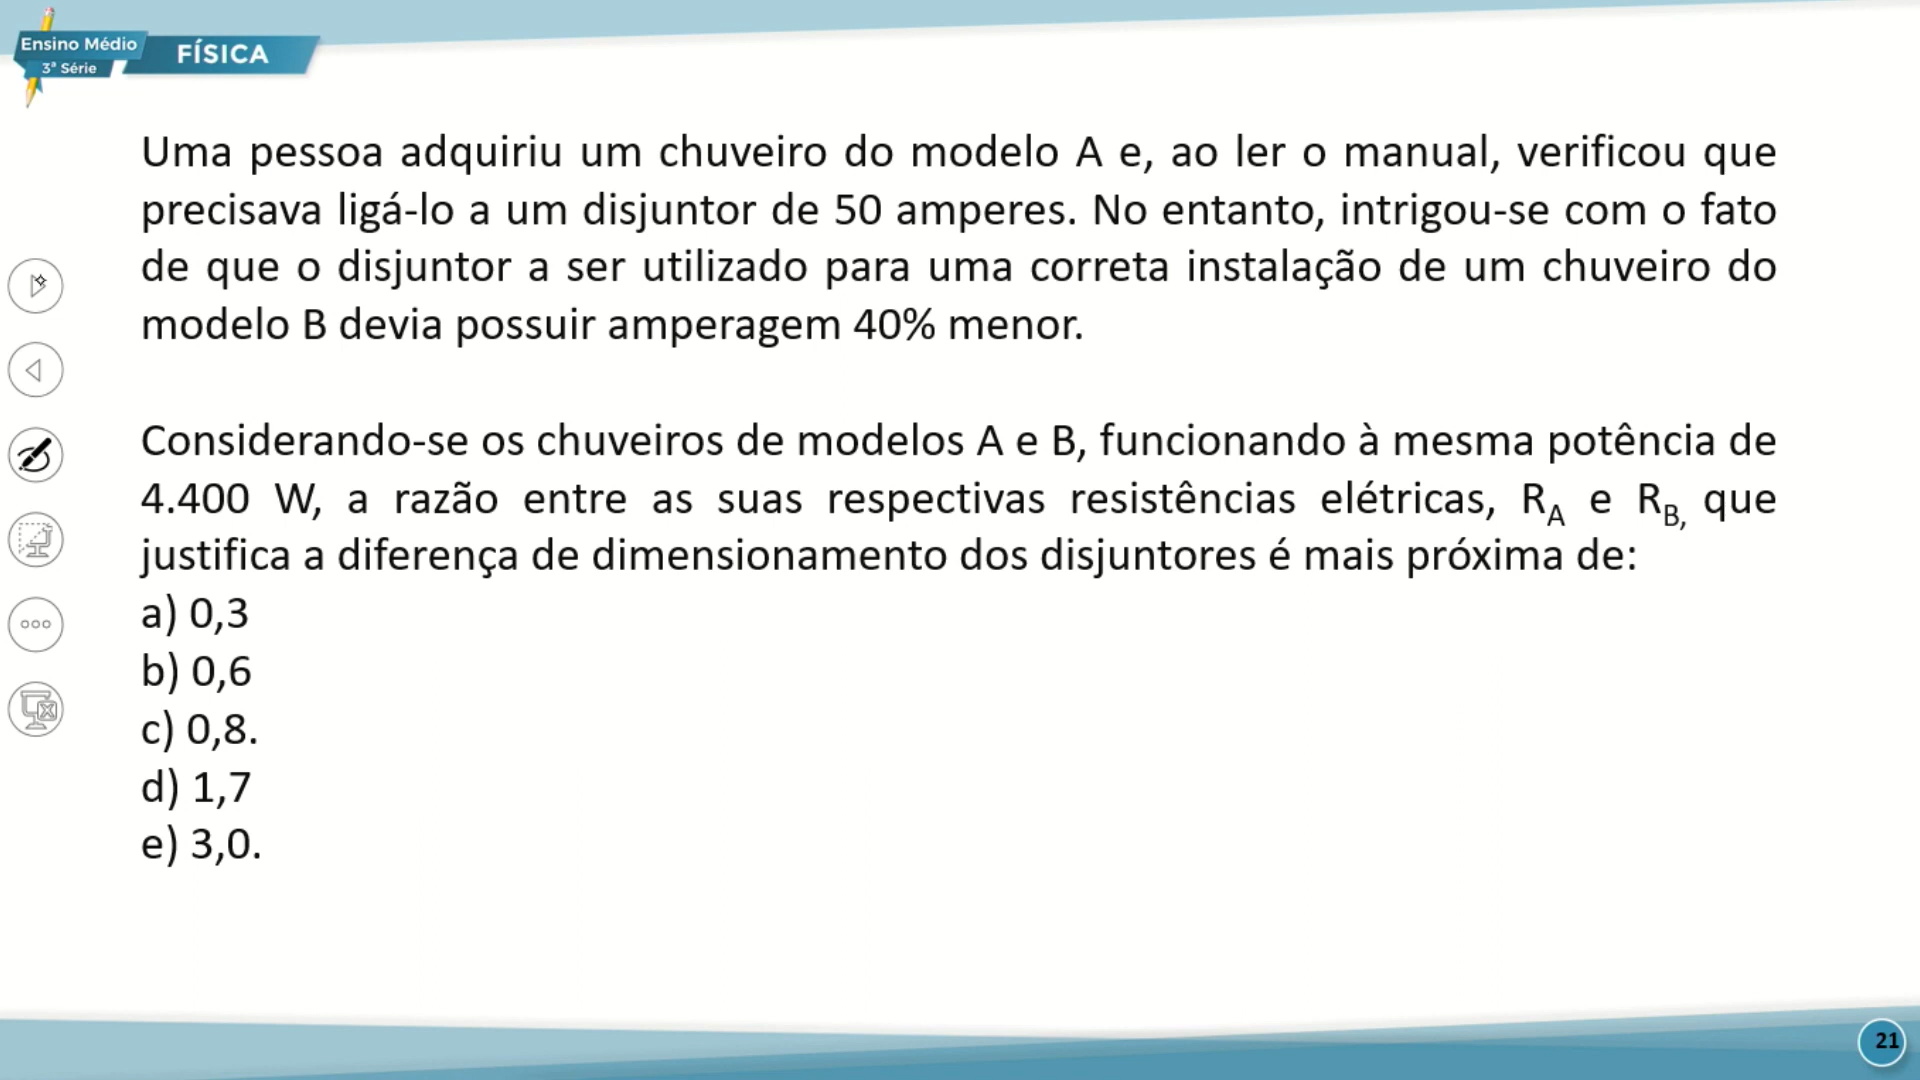 Ensino Médio
3ª Série
FÍSICA
Uma pessoa adquiriu um chuveiro do modelo A e, ao ler o manual, verificou que
precisava ligá-lo a um disjuntor de 50 amperes. No entanto, intrigou-se com o fato
de que o disjuntor a ser utilizado para uma correta instalação de um chuveiro do
modelo B devia possuir amperagem 40% menor.
Considerando-se os chuveiros de modelos A e B, funcionando à mesma potência de
4.400 W, a razão entre as suas respectivas resistências elétricas, R_A e R_B, que
justifica a diferença de dimensionamento dos disjuntores é mais próxima de:
a) 0,3
b) 0,6
c) 0,8.
d) 1,7
e) 3,0.
21